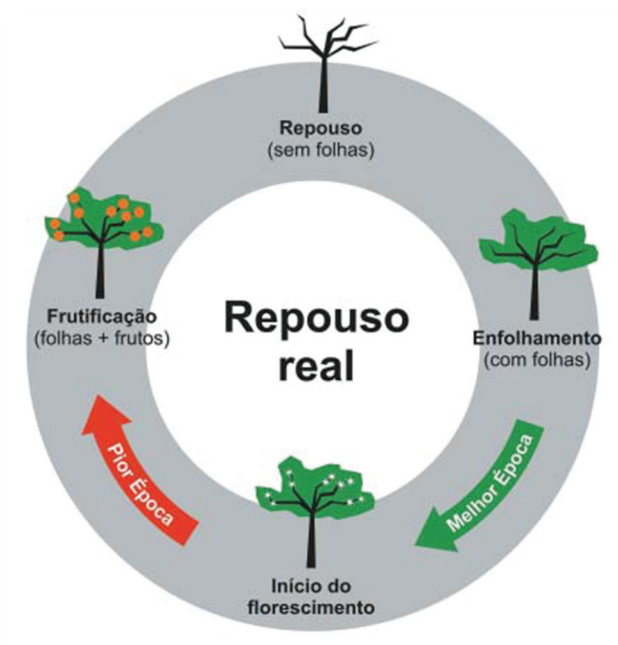 Repouso
(sem folhas)
Frutificação
(folhas + frutos)
Repouso
real
Enfolhamento
(com folhas)
Pior Época
Melhor Época
Início do
florescimento